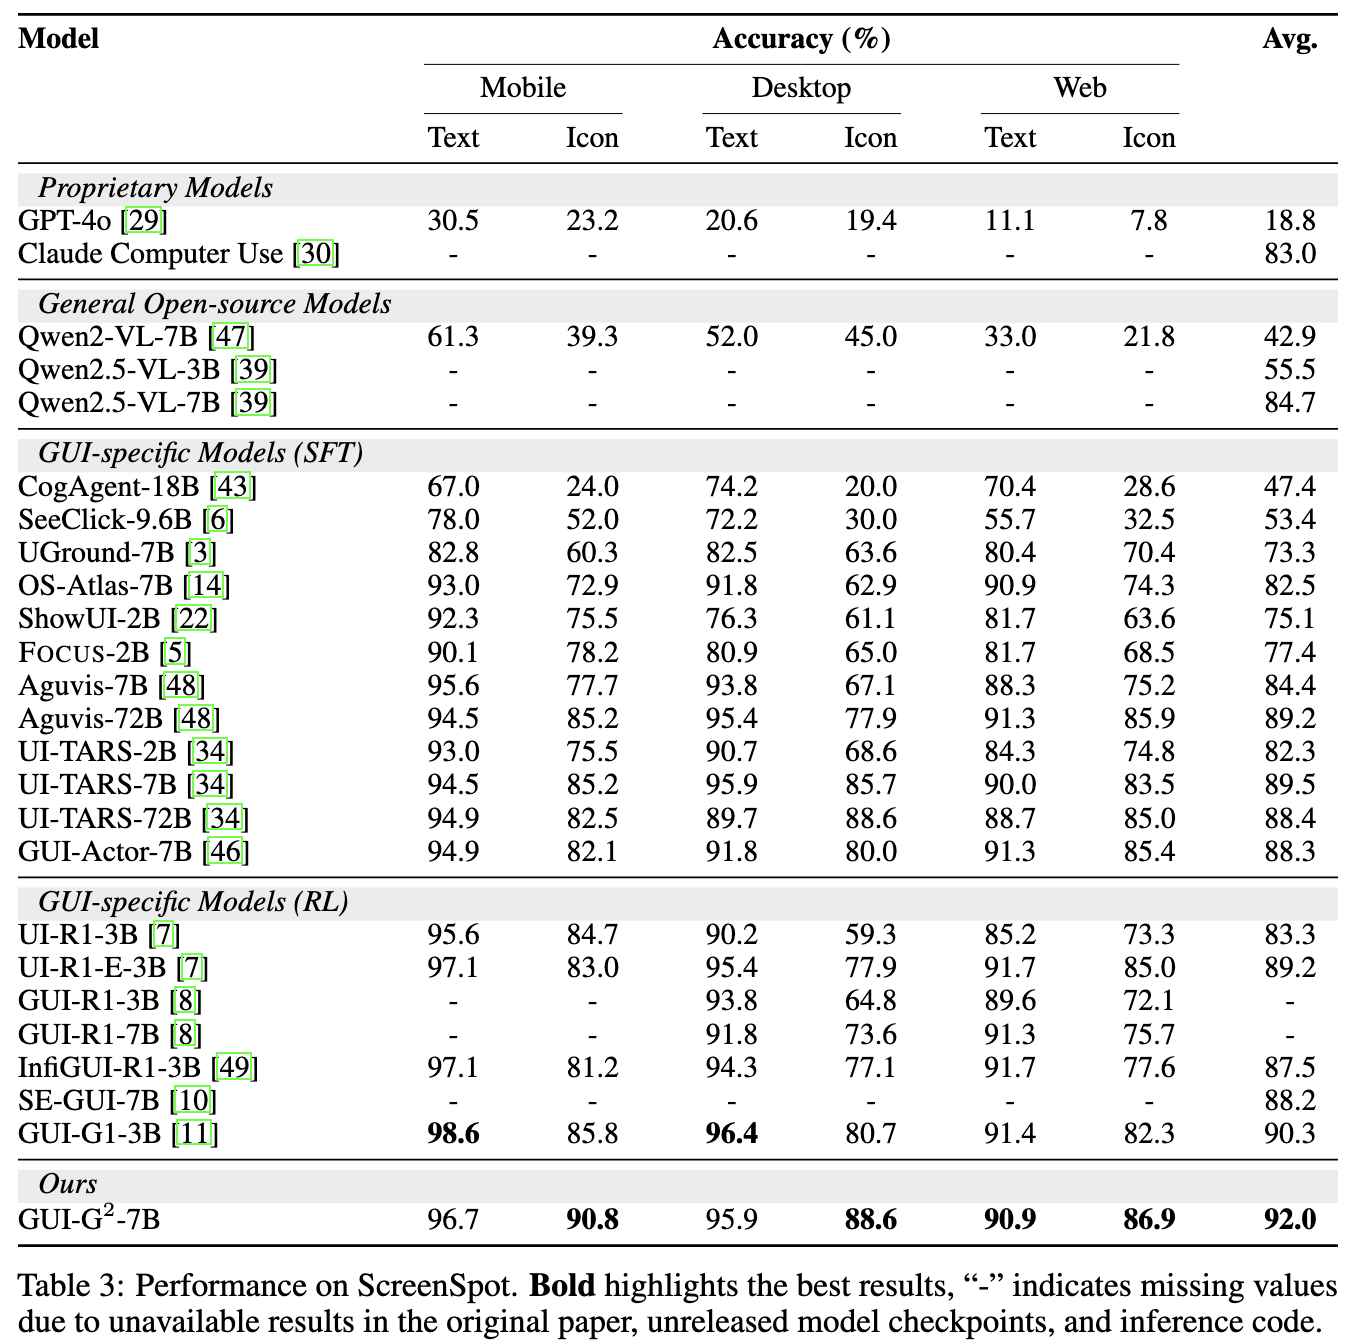 Model Accuracy (%) Avg.
Mobile Desktop Web
Text Icon Text Icon Text Icon
Proprietary Models
GPT-4o [29] 30.5 23.2 20.6 19.4 11.1 7.8 18.8
Claude Computer Use [30] - - - - - - 83.0
General Open-source Models
Qwen2-VL-7B [47] 61.3 39.3 52.0 45.0 33.0 21.8 42.9
Qwen2.5-VL-3B [39] - - - - - - 55.5
Qwen2.5-VL-7B [39] - - - - - - 84.7
GUI-specific Models (SFT)
CogAgent-18B [43] 67.0 24.0 74.2 20.0 70.4 28.6 47.4
SeeClick-9.6B [6] 78.0 52.0 72.2 30.0 55.7 32.5 53.4
UGround-7B [3] 82.8 60.3 82.5 63.6 80.4 70.4 73.3
OS-Atlas-7B [14] 93.0 72.9 91.8 62.9 90.9 74.3 82.5
ShowUI-2B [22] 92.3 75.5 76.3 61.1 81.7 63.6 75.1
FOCUS-2B [5] 90.1 78.2 80.9 65.0 81.7 68.5 77.4
Aguvis-7B [48] 95.6 77.7 93.8 67.1 88.3 75.2 84.4
Aguvis-72B [48] 94.5 85.2 95.4 77.9 91.3 85.9 89.2
UI-TARS-2B [34] 93.0 75.5 90.7 68.6 84.3 74.8 82.3
UI-TARS-7B [34] 94.5 85.2 95.9 85.7 90.0 83.5 89.5
UI-TARS-72B [34] 94.9 82.5 89.7 88.6 88.7 85.0 88.4
GUI-Actor-7B [46] 94.9 82.1 91.8 80.0 91.3 85.4 88.3
GUI-specific Models (RL)
UI-R1-3B [7] 95.6 84.7 90.2 59.3 85.2 73.3 83.3
UI-R1-E-3B [7] 97.1 83.0 95.4 77.9 91.7 85.0 89.2
GUI-R1-3B [8] - - 93.8 64.8 89.6 72.1 -
GUI-R1-7B [8] - - 91.8 73.6 91.3 75.7 -
InfiGUI-R1-3B [49] 97.1 81.2 94.3 77.1 91.7 77.6 87.5
SE-GUI-7B [10] - - - - - - 88.2
GUI-G1-3B [11] 98.6 85.8 96.4 80.7 91.4 82.3 90.3
Ours
GUI-G²-7B 96.7 90.8 95.9 88.6 90.9 86.9 92.0
Table 3: Performance on ScreenSpot. Bold highlights the best results, “-” indicates missing values
due to unavailable results in the original paper, unreleased model checkpoints, and inference code.